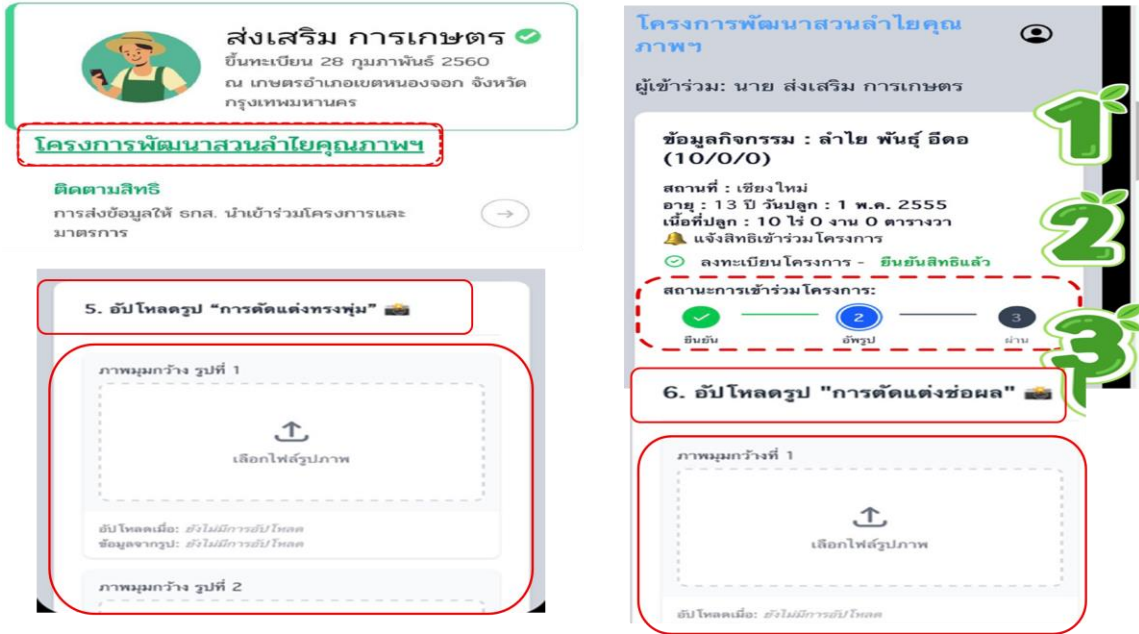 ส่งเสริม การเกษตร
ขึ้นทะเบียน 28 กุมภาพันธ์ 2560
ณ เกษตรอำเภอเขตหนองจอก จังหวัด
กรุงเทพมหานคร
โครงการพัฒนาสวนลำไยคุณภาพฯ
ติดตามสิทธิ์
การส่งข้อมูลให้ ธกส. นำเข้าร่วมโครงการและ
มาตรการ
5. อัปโหลดรูป “การตัดแต่งทรงพุ่ม”
ภาพมุมกว้าง รูปที่ 1
เลือกไฟล์รูปภาพ
อัปโหลดเมื่อ: ยังไม่มีการอัปโหลด
ข้อมูลจากรูป: ยังไม่มีการอัปโหลด
ภาพมุมกว้าง รูปที่ 2
โครงการพัฒนาสวนลำไยคุณ
ภาพฯ
ผู้เข้าร่วม: นาย ส่งเสริม การเกษตร
ข้อมูลกิจกรรม : ลำไย พันธุ์ อีดอ
(10/0/0)
สถานที่ : เชียงใหม่
อายุ : 13 ปี วันปลูก : 1 พ.ค. 2555
เนื้อที่ปลูก : 10 ไร่ 0 งาน 0 ตารางวา
แจ้งสิทธิเข้าร่วมโครงการ
ลงทะเบียนโครงการ - ยืนยันสิทธิแล้ว
สถานะการเข้าร่วมโครงการ:
2 3
ยืนยัน อัพรูป ผ่าน
1
2
3
6. อัปโหลดรูป "การตัดแต่งช่อผล"
ภาพมุมกว้างที่ 1
เลือกไฟล์รูปภาพ
อัปโหลดเมื่อ: ยังไม่มีการอัปโหลด